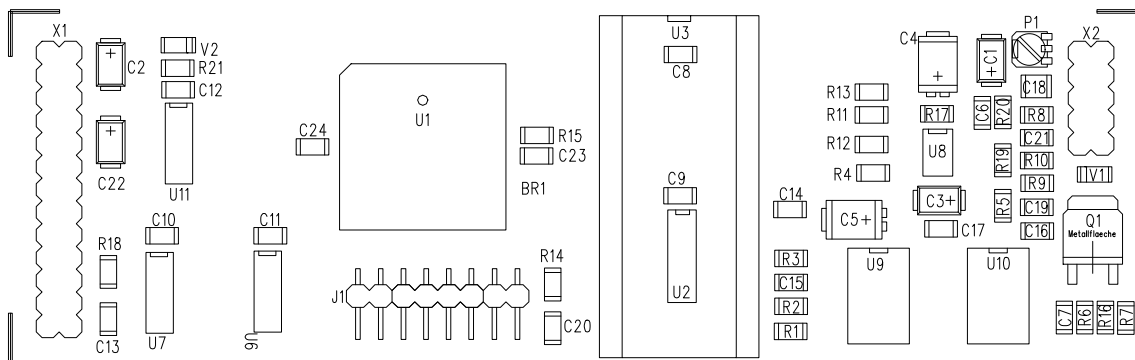 X1
C2
V2
R21
C12
C22
U11
C10
R18
C13
U7
C11
U6
C24
U1
R15
C23
BR1
J1
R14
C20
U3
C8
C9
U2
C14
R3
C15
R2
R1
R13
R11
R12
R4
C4
C1
P1
X2
R17
C6
R20
C18
R8
C21
U8
R19
R10
V1
R9
C3
R5
C19
C5
C17
C16
Q1
Metallflaeche
U9
U10
C7
R6
R16
R7